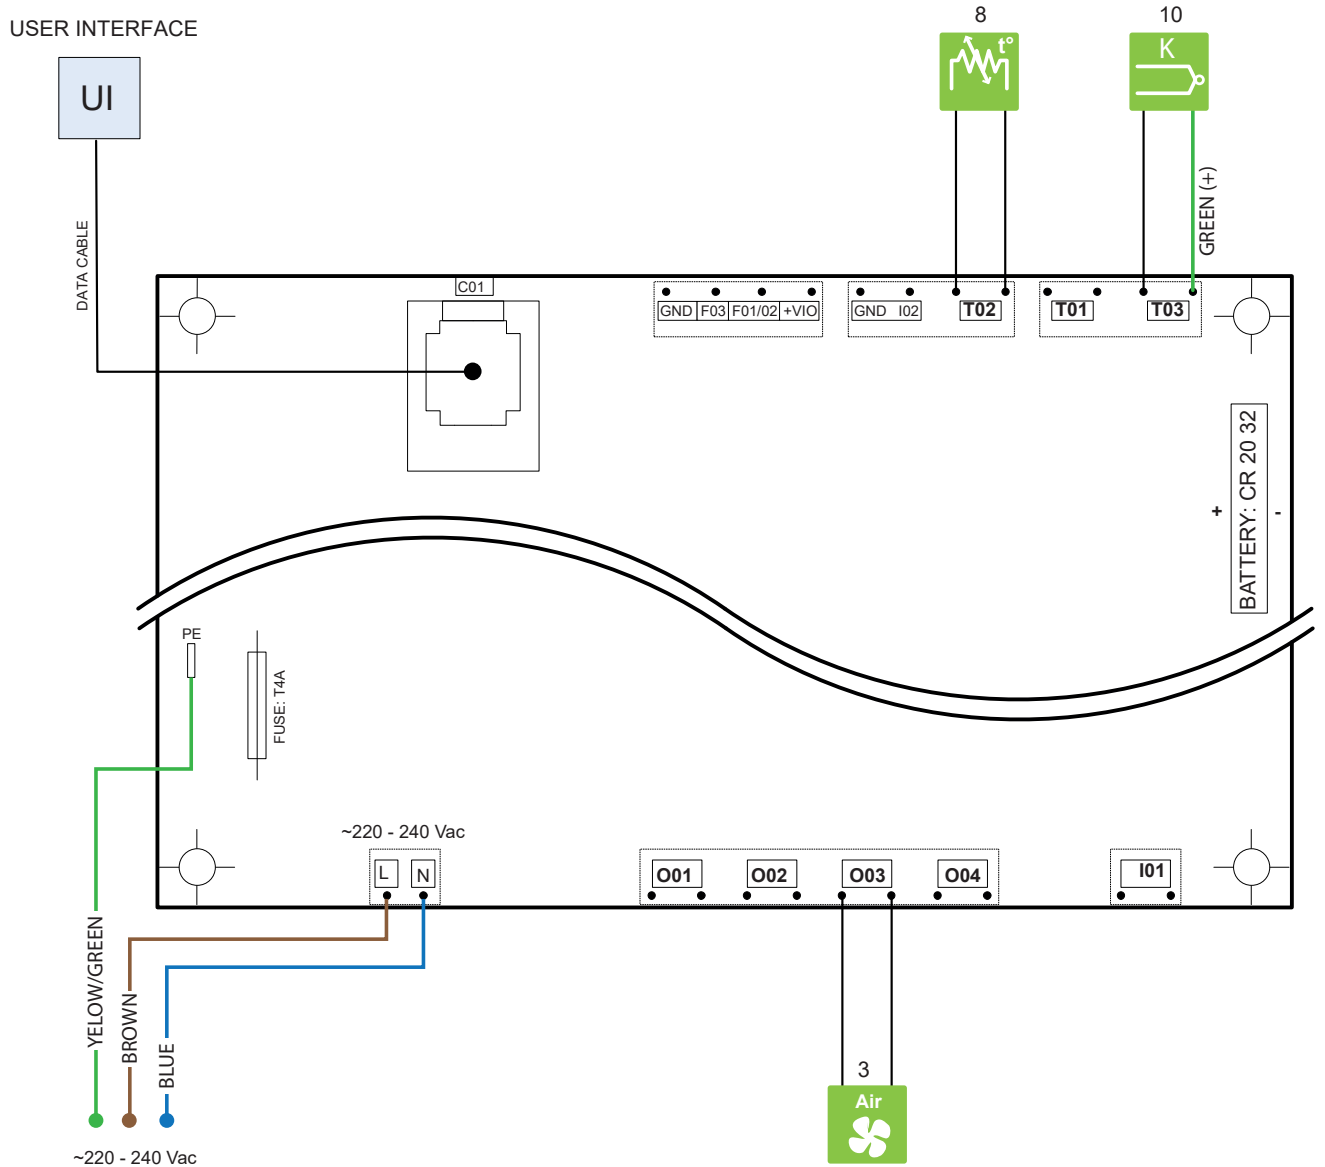 8
10
USER INTERFACE
t°
K
UI
GREEN (+)
DATA CABLE
C01
GND F03 F01/02 +VIO
GND I02 T02
T01 T03
BATTERY: CR 20 32
+ -
PE
FUSE: T4A
~220 - 240 Vac
L N
O01 O02 O03 O04
I01
YELOW/GREEN
BROWN
BLUE
3
Air
~220 - 240 Vac